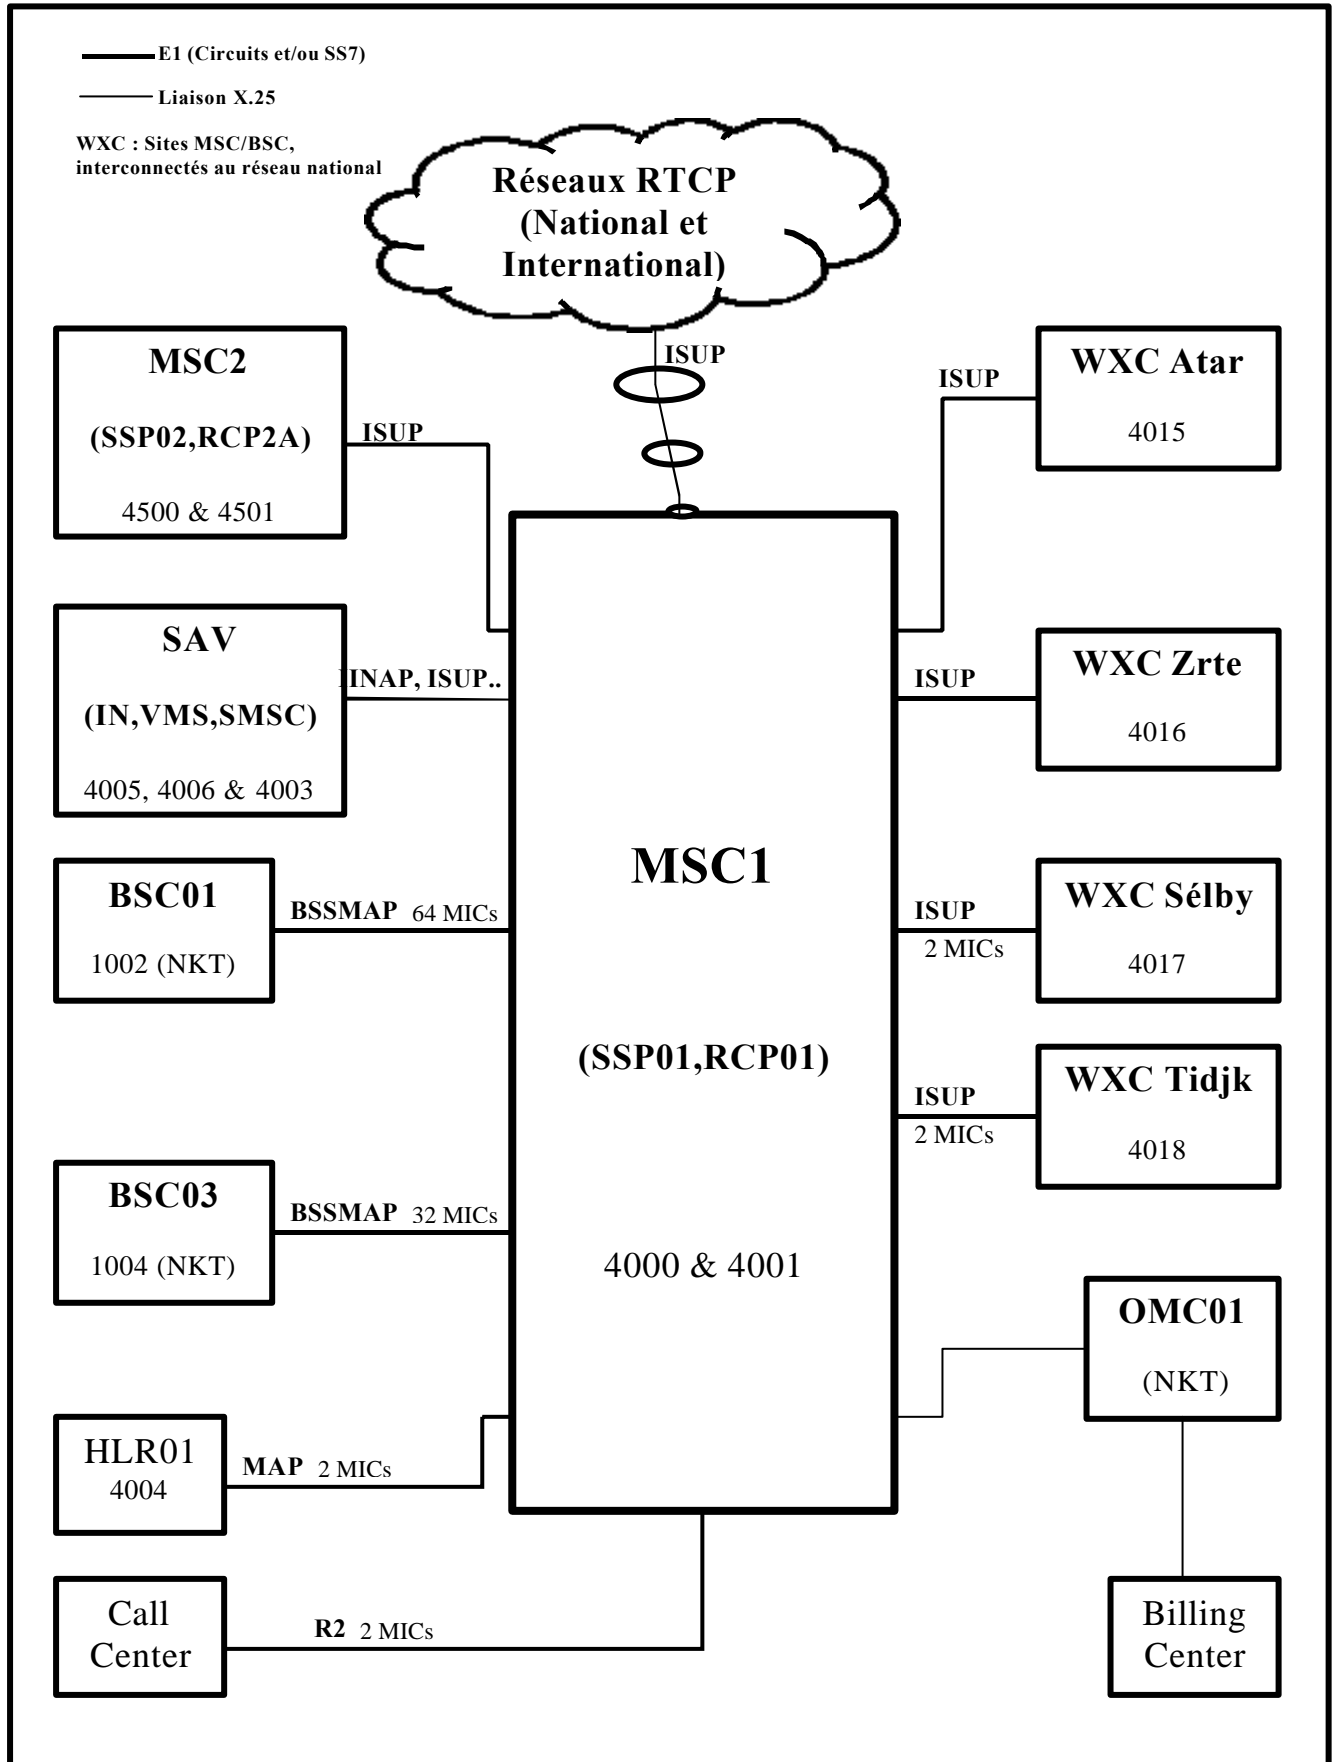 E1 (Circuits et/ou SS7)
Liaison X.25
WXC : Sites MSC/BSC,
interconnectés au réseau national
Réseaux RTCP
(National et
International)
ISUP
MSC2
(SSP02,RCP2A)
4500 & 4501
ISUP
SAV
(IN,VMS,SMSC)
4005, 4006 & 4003
INAP, ISUP..
BSC01
1002 (NKT)
BSSMAP 64 MICs
BSC03
1004 (NKT)
BSSMAP 32 MICs
HLR01
4004
MAP 2 MICs
Call
Center
R2 2 MICs
MSC1
(SSP01,RCP01)
4000 & 4001
ISUP
WXC Atar
4015
ISUP
WXC Zrte
4016
ISUP
2 MICs
WXC Sélby
4017
ISUP
2 MICs
WXC Tidjk
4018
OMC01
(NKT)
Billing
Center